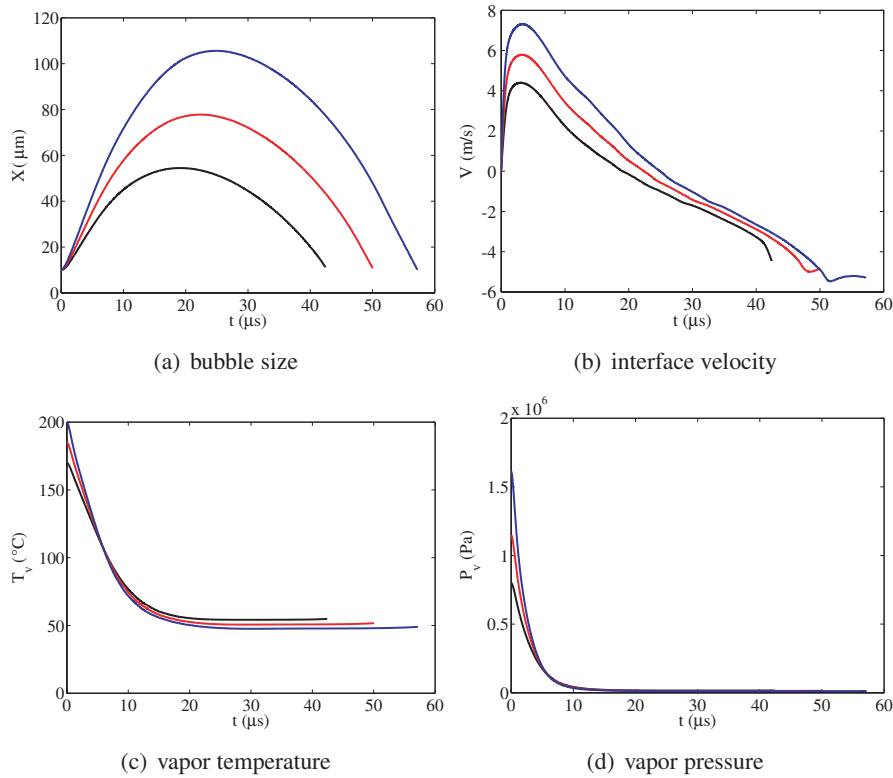 120
100
80
60
40
20
0
X( μm)
0 10 20 30 40 50 60
t (μs)
(a) bubble size
8
6
4
2
0
-2
-4
-6
V (m/s)
0 10 20 30 40 50 60
t (μs)
(b) interface velocity
200
150
100
50
0
T_v (°C)
0 10 20 30 40 50 60
t (μs)
(c) vapor temperature
2 x 10^6
1.5
1
0.5
0
P_v (Pa)
0 10 20 30 40 50 60
t (μs)
(d) vapor pressure